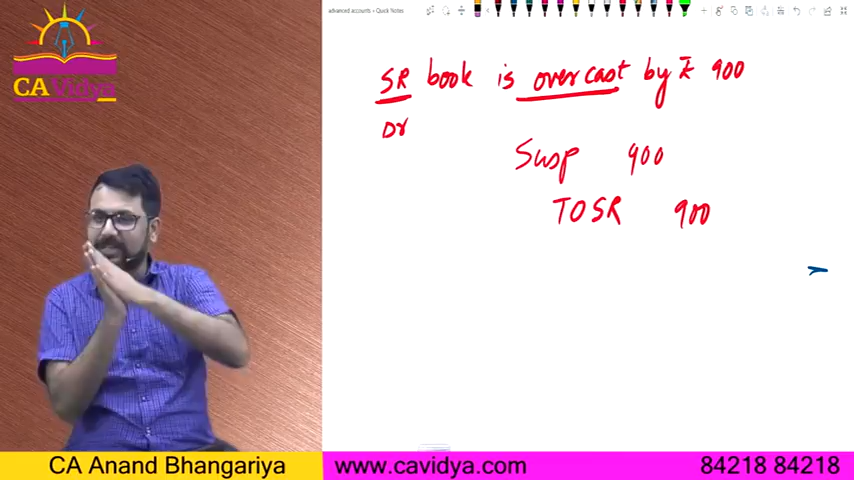 CA Vidya
advanced accounts - Quick Notes
SR book is overcast by ₹ 900
Dr
Susp 900
TO SR 900
CA Anand Bhangariya
www.cavidya.com
84218 84218